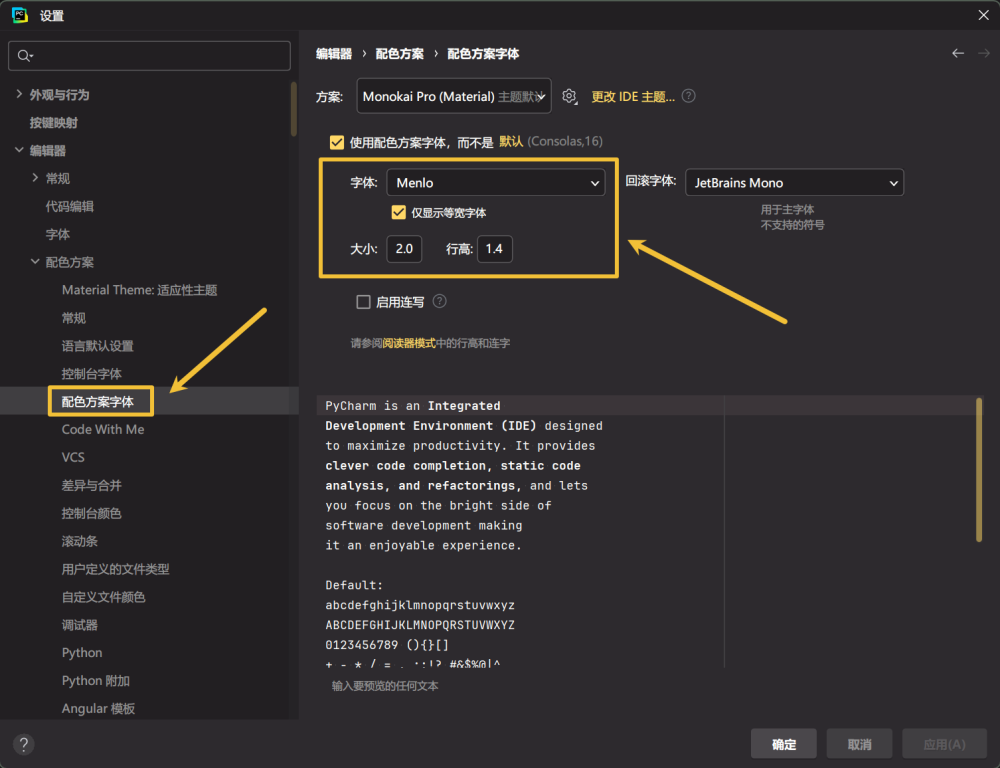 PC
设置
外观与行为
按键映射
编辑器
常规
代码编辑
字体
配色方案
Material Theme: 适应性主题
常规
语言默认设置
控制台字体
配色方案字体
Code With Me
VCS
差异与合并
控制台颜色
滚动条
用户定义的文件类型
自定义文件颜色
调试器
Python
Python 附加
Angular 模板
?
编辑器 › 配色方案 › 配色方案字体
方案: Monokai Pro (Material) 主题默认 更改 IDE 主题... ?
使用配色方案字体，而不是 默认 (Consolas,16)
字体: Menlo 回滚字体: JetBrains Mono
仅显示等宽字体 用于主字体
不支持的符号
大小: 2.0 行高: 1.4
启用连写 ?
请参阅阅读器模式中的行高和连字
PyCharm is an Integrated
Development Environment (IDE) designed
to maximize productivity. It provides
clever code completion, static code
analysis, and refactorings, and lets
you focus on the bright side of
software development making
it an enjoyable experience.
Default:
abcdefghijklmnopqrstuvwxyz
ABCDEFGHIJKLMNOPQRSTUVWXYZ
0123456789 (){}[]
+ - * / = . ,:;!? #&$%@|^
输入要预览的任何文本
确定 取消 应用(A)